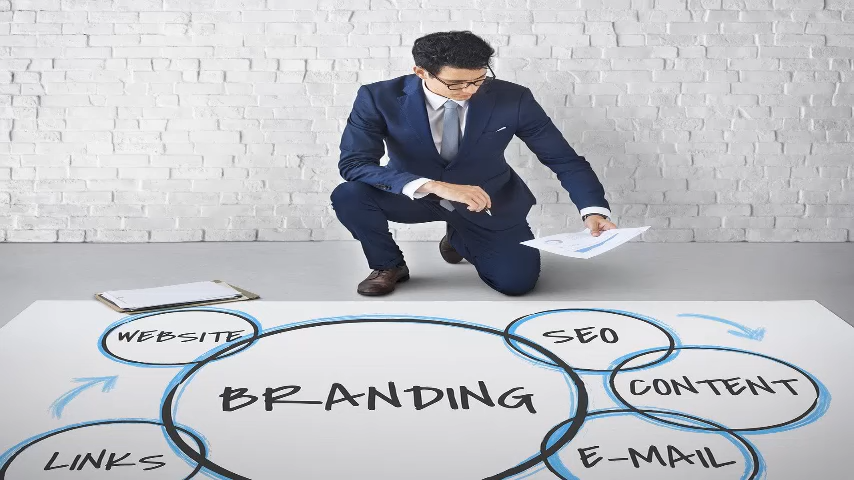 WEBSITE
SEO
BRANDING
CONTENT
LINKS
E-MAIL